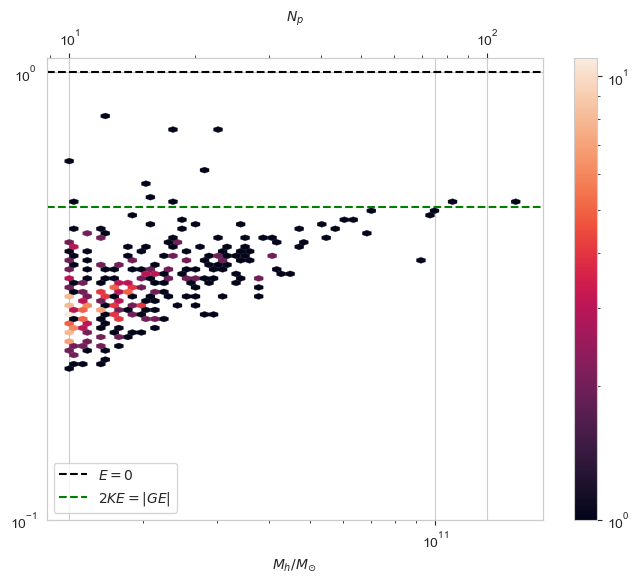 N_p
10^1
10^2
10^0
10^1
E = 0
2KE = |GE|
10^{-1}
10^0
10^{11}
M_h/M_⊙